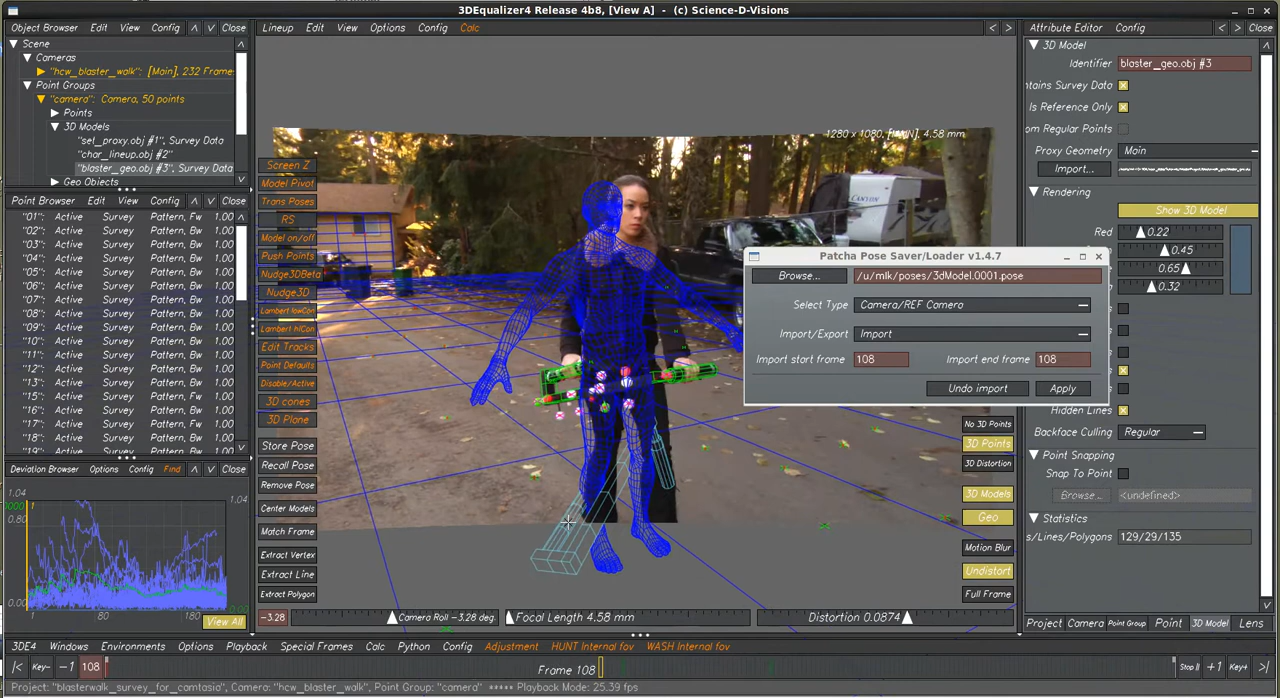 3DEqualizer4 Release 4b8, [View A] - (c) Science-D-Visions
Object Browser Edit View Config Close
Scene
Cameras
"hcw_blaster_walk": [Main], 232 Frame
Point Groups
"camera": Camera, 50 points
Points
3D Models
"set_proxy.obj #1", Survey Data
"char_lineup.obj #2"
"blaster_geo.obj #3", Survey Data
Geo Objects
Point Browser Edit View Config Close
"01" Active Survey Pattern, Fw 1.00
"02" Active Survey Pattern, Bw 1.00
"03" Active Survey Pattern, Bw 1.00
"04" Active Survey Pattern, Bw 1.00
"05" Active Survey Pattern, Bw 1.00
"06" Active Survey Pattern, Bw 1.00
"07" Active Survey Pattern, Bw 1.00
"08" Active Survey Pattern, Fw 1.00
"09" Active Survey Pattern, Bw 1.00
"10" Active Survey Pattern, Bw 1.00
"11" Active Survey Pattern, Bw 1.00
"12" Active Survey Pattern, Bw 1.00
"13" Active Survey Pattern, Bw 1.00
"15" Active Survey Pattern, Bw 1.00
"16" Active Survey Pattern, Bw 1.00
"17" Active Survey Pattern, Bw 1.00
"18" Active Survey Pattern, Bw 1.00
"19" Active Survey Pattern, Bw 1.00
Deviation Browser Options Config Find Close
1.04 1.04
0.80
0.00
1 80 180
View All
Lineup Edit View Options Config Calc
1280 x 1080, [MAIN], 4.58 mm
CANYON
Screen Z
Model Pivot
Trans Poses
RS
Model on/off
Push Points
Nudge3DBeta
Nudge3D
Lambert lowCon
Lambert hiCon
Edit Tracks
Point Defaults
Disable/Active
3D cones
3D Plane
Store Pose
Recall Pose
Remove Pose
Center Models
Match Frame
Extract Vertex
Extract Line
Extract Polygon
No 3D Points
3D Points
3D Distortion
3D Models
Geo
Motion Blur
Undistort
Full Frame
-3.28 Camera Roll -3.28 deg. Focal Length 4.58 mm Distortion 0.0874
Patcha Pose Saver/Loader v1.4.7
Browse... /u/mlk/poses/3dModel.0001.pose
Select Type Camera/REF Camera
Import/Export Import
Import start frame 108 Import end frame 108
Undo import Apply
Attribute Editor Config Close
3D Model
Identifier blaster_geo.obj #3
ntains Survey Data
Is Reference Only
om Regular Points
Proxy Geometry Main
Import...
Rendering
Show 3D Model
Red 0.22
0.45
0.65
0.32
Hidden Lines
Backface Culling Regular
Point Snapping
Snap To Point
Browse... <undefined>
Statistics
s/Lines/Polygons 129/29/135
Project Camera Point Group Point 3D Model Lens
3DE4 Windows Environments Options Playback Special Frames Calc Python Config Adjustment HUNT Internal fov WASH Internal fov
|< Key- -1 108 Frame 108 Stop || +1 Key+ >|
Project: "blasterwalk_survey_for_camtasia", Camera: "hcw_blaster_walk", Point Group: "camera" ***** Playback Mode: 25.39 fps